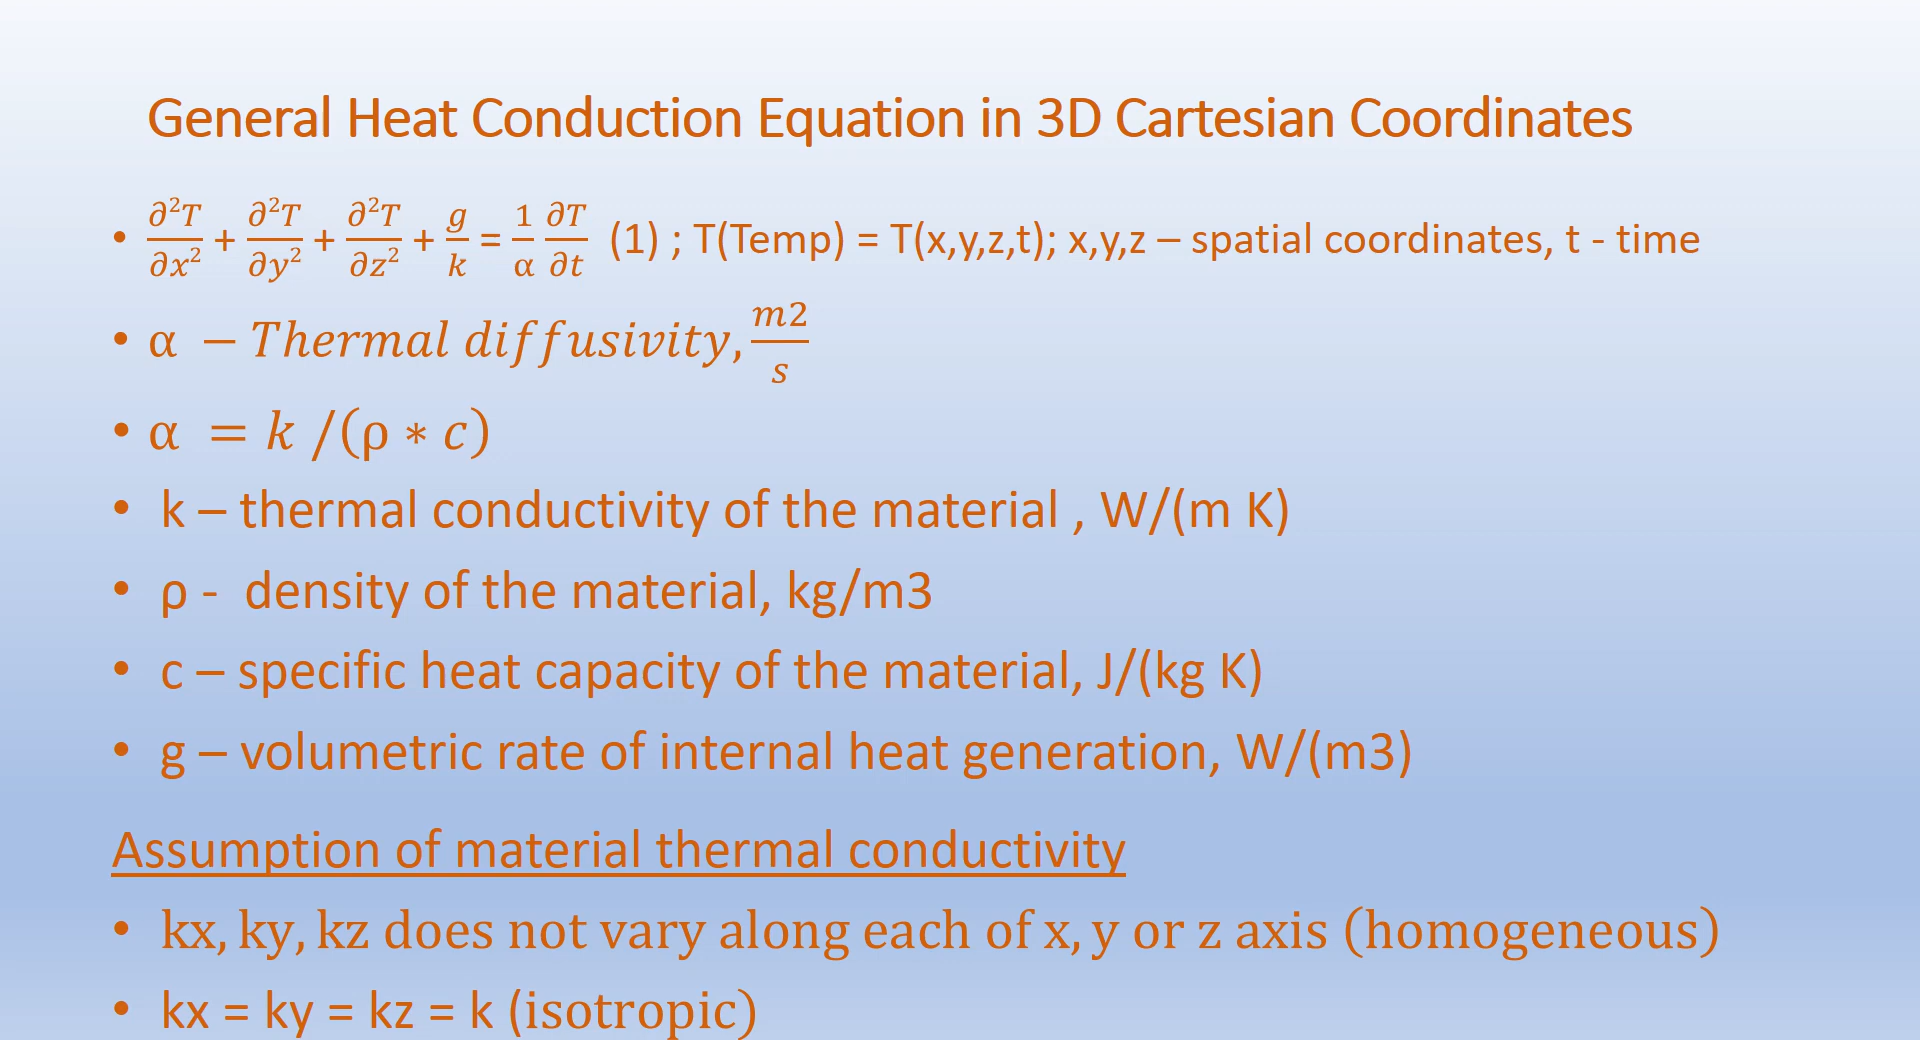 General Heat Conduction Equation in 3D Cartesian Coordinates
• ∂²T/∂x² + ∂²T/∂y² + ∂²T/∂z² + g/k = 1/α ∂T/∂t (1) ; T(Temp) = T(x,y,z,t); x,y,z – spatial coordinates, t - time
• α – Thermal diffusivity, m2/s
• α = k /(ρ * c)
• k – thermal conductivity of the material , W/(m K)
• ρ - density of the material, kg/m3
• c – specific heat capacity of the material, J/(kg K)
• g – volumetric rate of internal heat generation, W/(m3)
Assumption of material thermal conductivity
• kx, ky, kz does not vary along each of x, y or z axis (homogeneous)
• kx = ky = kz = k (isotropic)